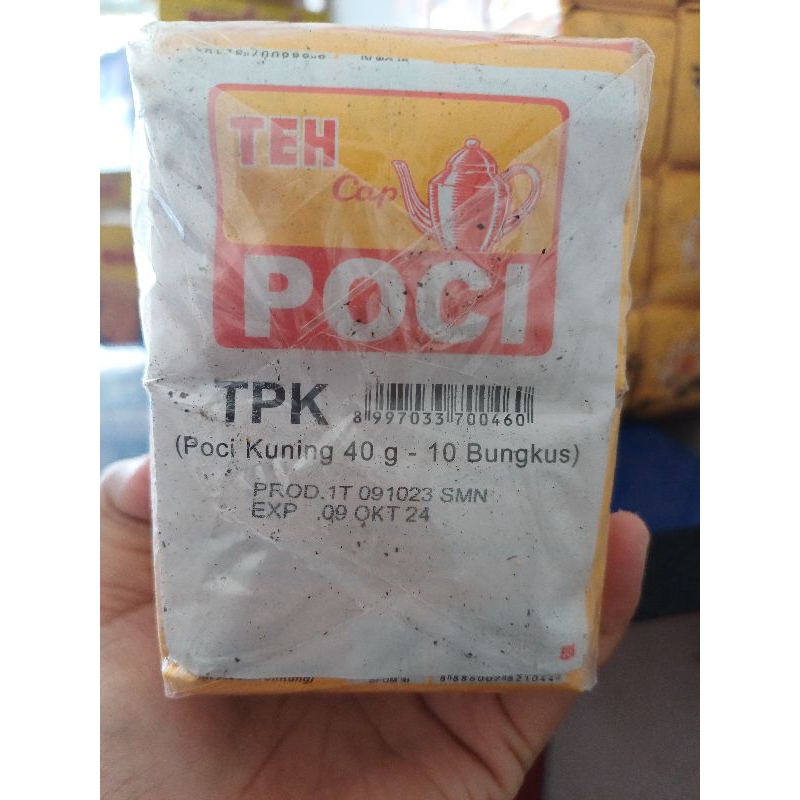 TEH
Cap
POCI
TPK
8 997033 700460
(Poci Kuning 40 g - 10 Bungkus)
PROD.1T 091023 SMN
EXP .09 OKT 24